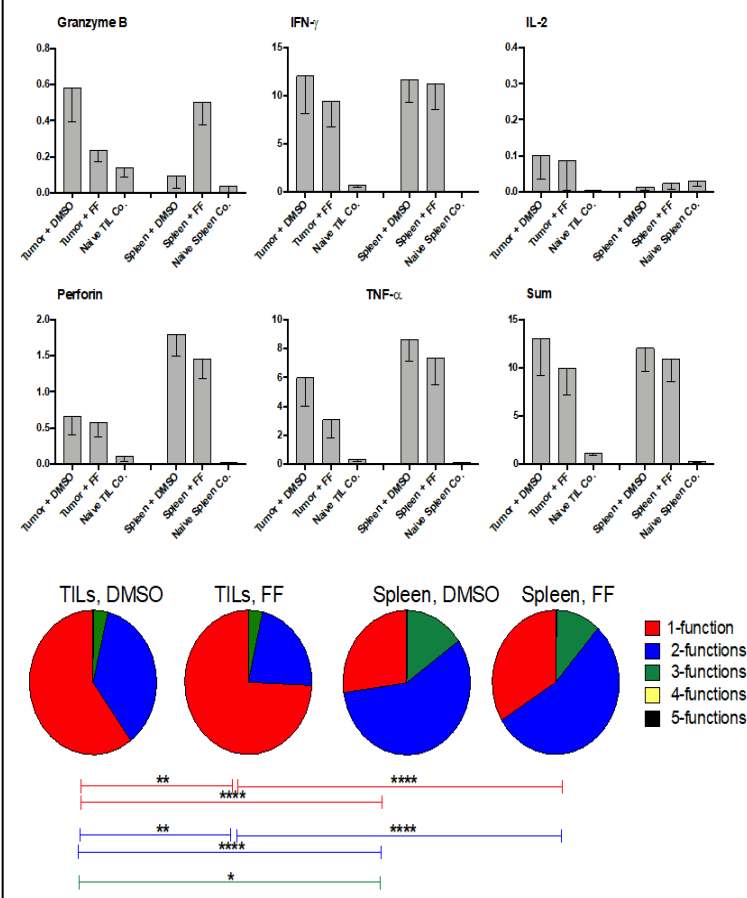 Granzyme B
IFN-γ
IL-2
0.8
0.6
0.4
0.2
0.0
15
10
5
0
0.4
0.3
0.2
0.1
0.0
Tumor + DMSO
Tumor + FF
Naive TIL Co.
Spleen + DMSO
Spleen + FF
Naive Spleen Co.
Tumor + DMSO
Tumor + FF
Naive TIL Co.
Spleen + DMSO
Spleen + FF
Naive Spleen Co.
Tumor + DMSO
Tumor + FF
Naive TIL Co.
Spleen + DMSO
Spleen + FF
Naive Spleen Co.
Perforin
TNF-α
Sum
2.0
1.5
1.0
0.5
0.0
10
8
6
4
2
0
15
10
5
0
Tumor + DMSO
Tumor + FF
Naive TIL Co.
Spleen + DMSO
Spleen + FF
Naive Spleen Co.
Tumor + DMSO
Tumor + FF
Naive TIL Co.
Spleen + DMSO
Spleen + FF
Naive Spleen Co.
Tumor + DMSO
Tumor + FF
Naive TIL Co.
Spleen + DMSO
Spleen + FF
Naive Spleen Co.
TILs, DMSO
TILs, FF
Spleen, DMSO
Spleen, FF
1-function
2-functions
3-functions
4-functions
5-functions
** ****
****
** ****
****
*